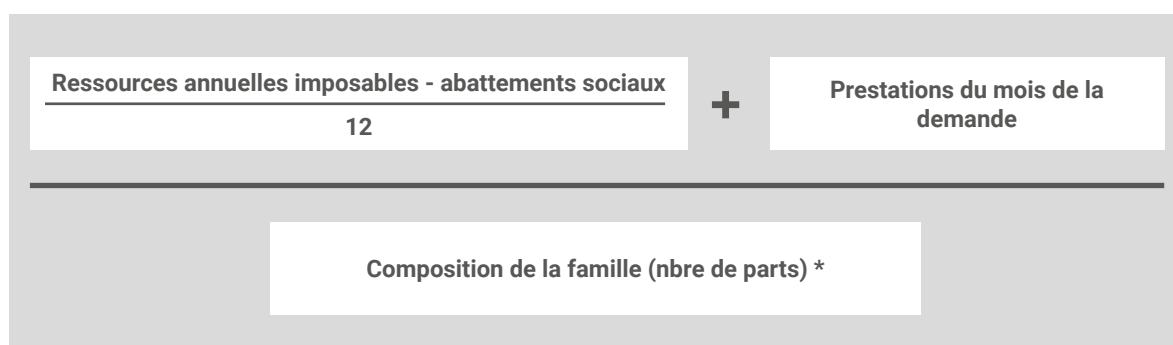 Ressources annuelles imposables - abattements sociaux
12
+
Prestations du mois de la
demande
Composition de la famille (nbre de parts) *